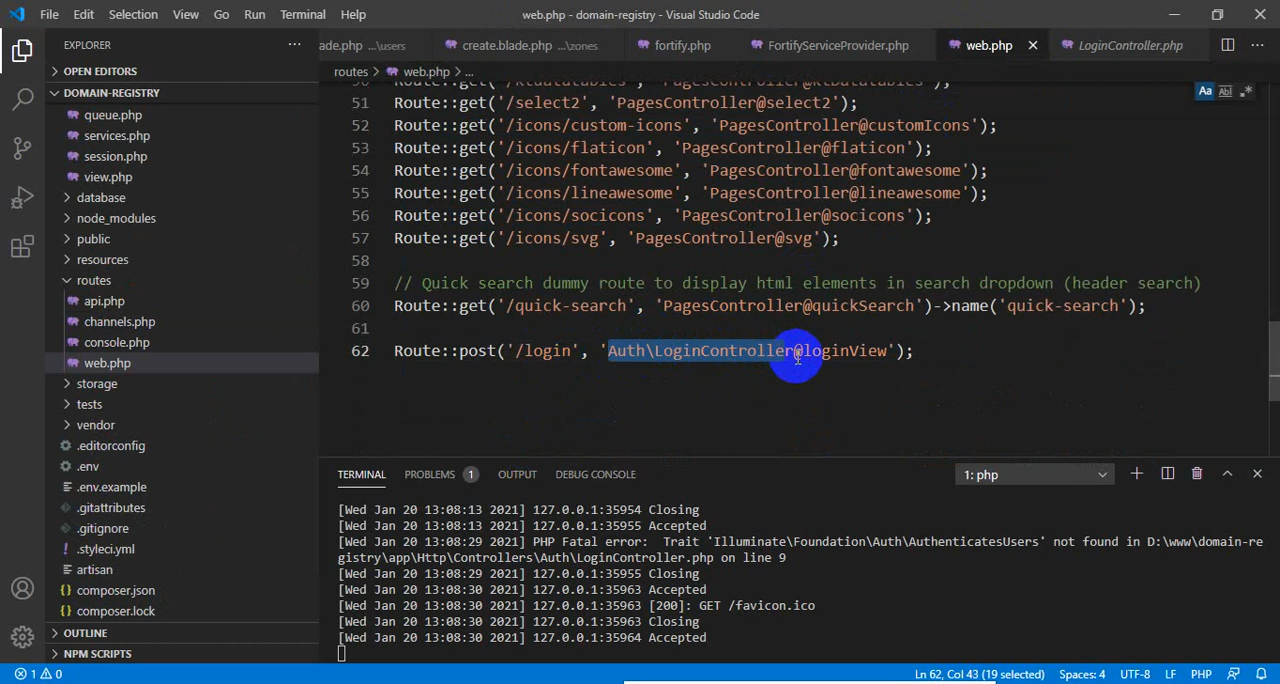 File Edit Selection View Go Run Terminal Help
web.php - domain-registry - Visual Studio Code
EXPLORER
ade.php ...\users
create.blade.php ...\zones
fortify.php
FortifyServiceProvider.php
web.php
LoginController.php
OPEN EDITORS
DOMAIN-REGISTRY
queue.php
services.php
session.php
view.php
database
node_modules
public
resources
routes
api.php
channels.php
console.php
web.php
storage
tests
vendor
.editorconfig
.env
.env.example
.gitattributes
.gitignore
.styleci.yml
artisan
composer.json
composer.lock
OUTLINE
NPM SCRIPTS
routes > web.php > ...
Aa Abl .*
50 Route::get('/ktdatatables', 'PagesController@ktDatatables');
51 Route::get('/select2', 'PagesController@select2');
52 Route::get('/icons/custom-icons', 'PagesController@customIcons');
53 Route::get('/icons/flaticon', 'PagesController@flaticon');
54 Route::get('/icons/fontawesome', 'PagesController@fontawesome');
55 Route::get('/icons/lineawesome', 'PagesController@lineawesome');
56 Route::get('/icons/socicons', 'PagesController@socicons');
57 Route::get('/icons/svg', 'PagesController@svg');
58
59 // Quick search dummy route to display html elements in search dropdown (header search)
60 Route::get('/quick-search', 'PagesController@quickSearch')->name('quick-search');
61
62 Route::post('/login', 'Auth\LoginController@loginView');
TERMINAL PROBLEMS 1 OUTPUT DEBUG CONSOLE
1: php
[Wed Jan 20 13:08:13 2021] 127.0.0.1:35954 Closing
[Wed Jan 20 13:08:13 2021] 127.0.0.1:35955 Accepted
[Wed Jan 20 13:08:29 2021] PHP Fatal error:  Trait 'Illuminate\Foundation\Auth\AuthenticatesUsers' not found in D:\www\domain-re
gistry\app\Http\Controllers\Auth\LoginController.php on line 9
[Wed Jan 20 13:08:29 2021] 127.0.0.1:35955 Closing
[Wed Jan 20 13:08:30 2021] 127.0.0.1:35963 Accepted
[Wed Jan 20 13:08:30 2021] 127.0.0.1:35963 [200]: GET /favicon.ico
[Wed Jan 20 13:08:30 2021] 127.0.0.1:35963 Closing
[Wed Jan 20 13:08:30 2021] 127.0.0.1:35964 Accepted
1 0
Ln 62, Col 43 (19 selected) Spaces: 4 UTF-8 LF PHP